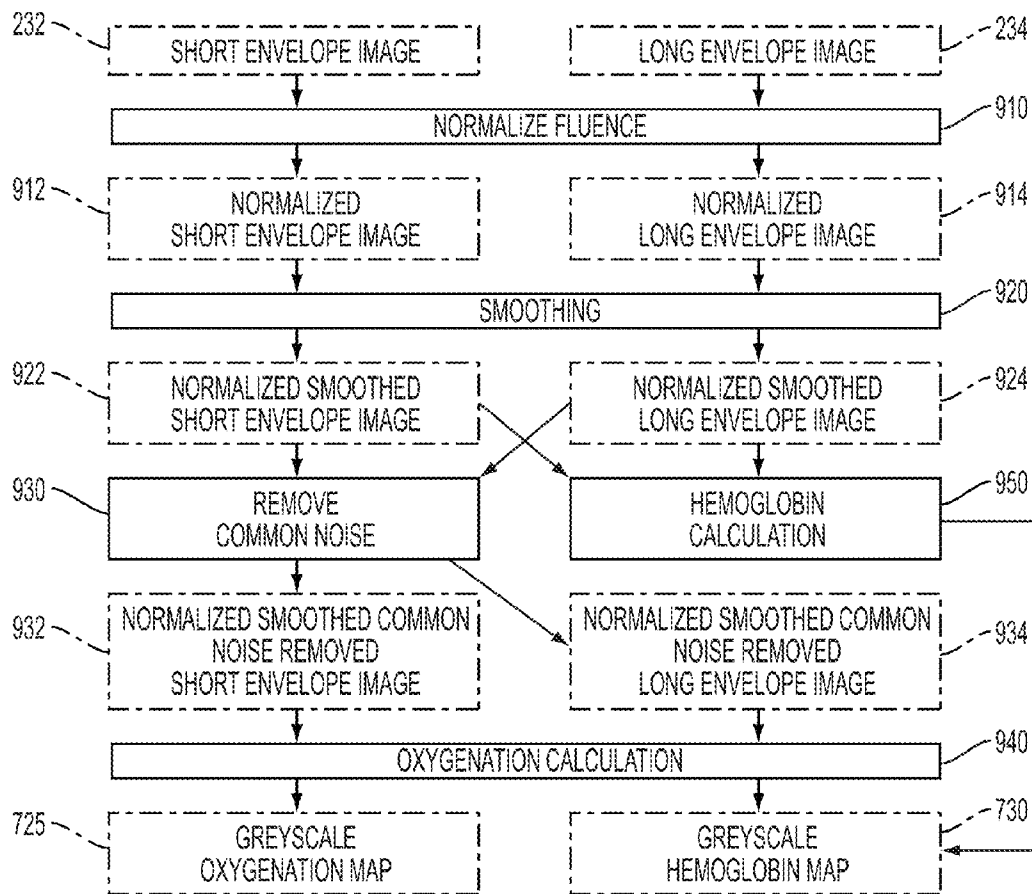 232
SHORT ENVELOPE IMAGE
LONG ENVELOPE IMAGE
234
NORMALIZE FLUENCE
910
912
NORMALIZED
SHORT ENVELOPE IMAGE
NORMALIZED
LONG ENVELOPE IMAGE
914
SMOOTHING
920
922
NORMALIZED SMOOTHED
SHORT ENVELOPE IMAGE
NORMALIZED SMOOTHED
LONG ENVELOPE IMAGE
924
930
REMOVE
COMMON NOISE
HEMOGLOBIN
CALCULATION
950
932
NORMALIZED SMOOTHED COMMON
NOISE REMOVED
SHORT ENVELOPE IMAGE
NORMALIZED SMOOTHED COMMON
NOISE REMOVED
LONG ENVELOPE IMAGE
934
OXYGENATION CALCULATION
940
725
GREYSCALE
OXYGENATION MAP
GREYSCALE
HEMOGLOBIN MAP
730